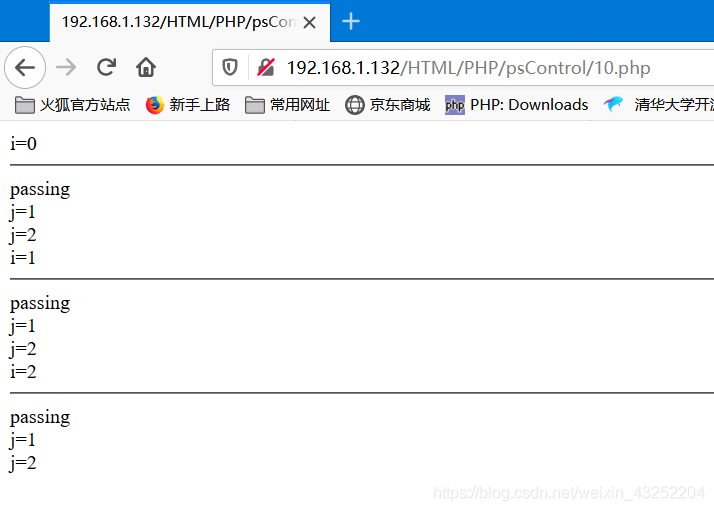 192.168.1.132/HTML/PHP/psCon
192.168.1.132/HTML/PHP/psControl/10.php
火狐官方站点 新手上路 常用网址 京东商城 php PHP: Downloads 清华大学开源
i=0
passing
j=1
j=2
i=1
passing
j=1
j=2
i=2
passing
j=1
j=2
https://blog.csdn.net/weixin_43252204